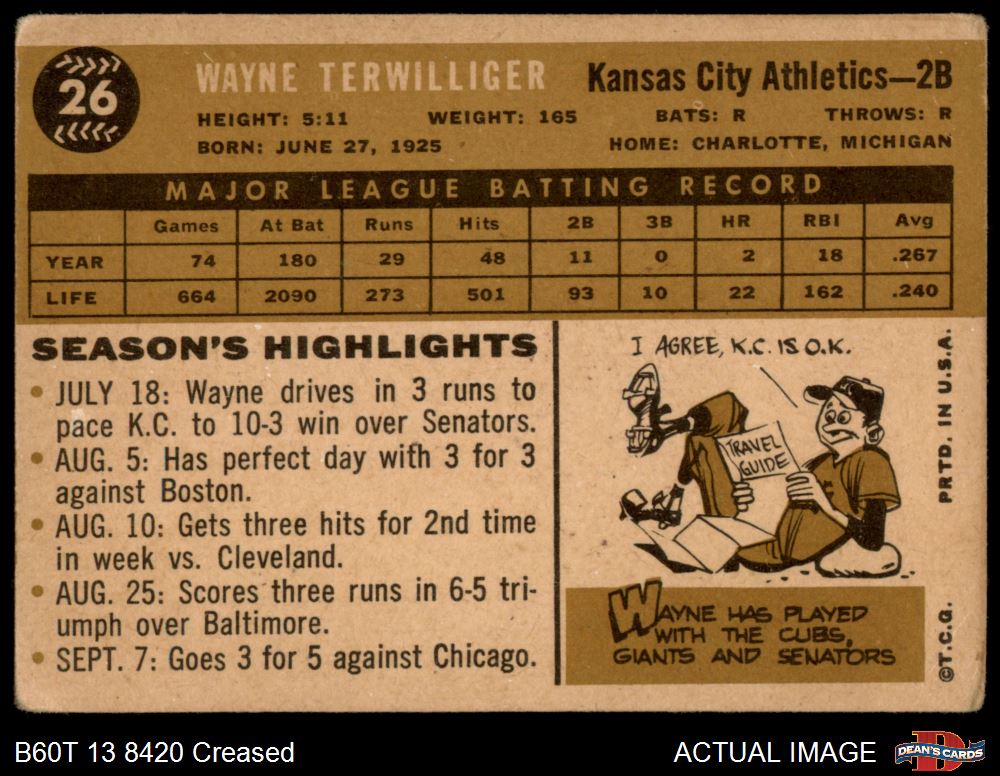 26
WAYNE TERWILLIGER
Kansas City Athletics—2B
HEIGHT: 5:11 WEIGHT: 165 BATS: R THROWS: R
BORN: JUNE 27, 1925 HOME: CHARLOTTE, MICHIGAN
MAJOR LEAGUE BATTING RECORD
Games At Bat Runs Hits 2B 3B HR RBI Avg
YEAR 74 180 29 48 11 0 2 18 .267
LIFE 664 2090 273 501 93 10 22 162 .240
SEASON'S HIGHLIGHTS
• JULY 18: Wayne drives in 3 runs to
pace K.C. to 10-3 win over Senators.
• AUG. 5: Has perfect day with 3 for 3
against Boston.
• AUG. 10: Gets three hits for 2nd time
in week vs. Cleveland.
• AUG. 25: Scores three runs in 6-5 tri-
umph over Baltimore.
• SEPT. 7: Goes 3 for 5 against Chicago.
I AGREE, K.C. IS O.K.
TRAVEL
GUIDE
WAYNE HAS PLAYED
WITH THE CUBS,
GIANTS AND SENATORS
PRTD. IN U.S.A.
©T.C.G.
B60T 13 8420 Creased
ACTUAL IMAGE
D
DEAN'S CARDS